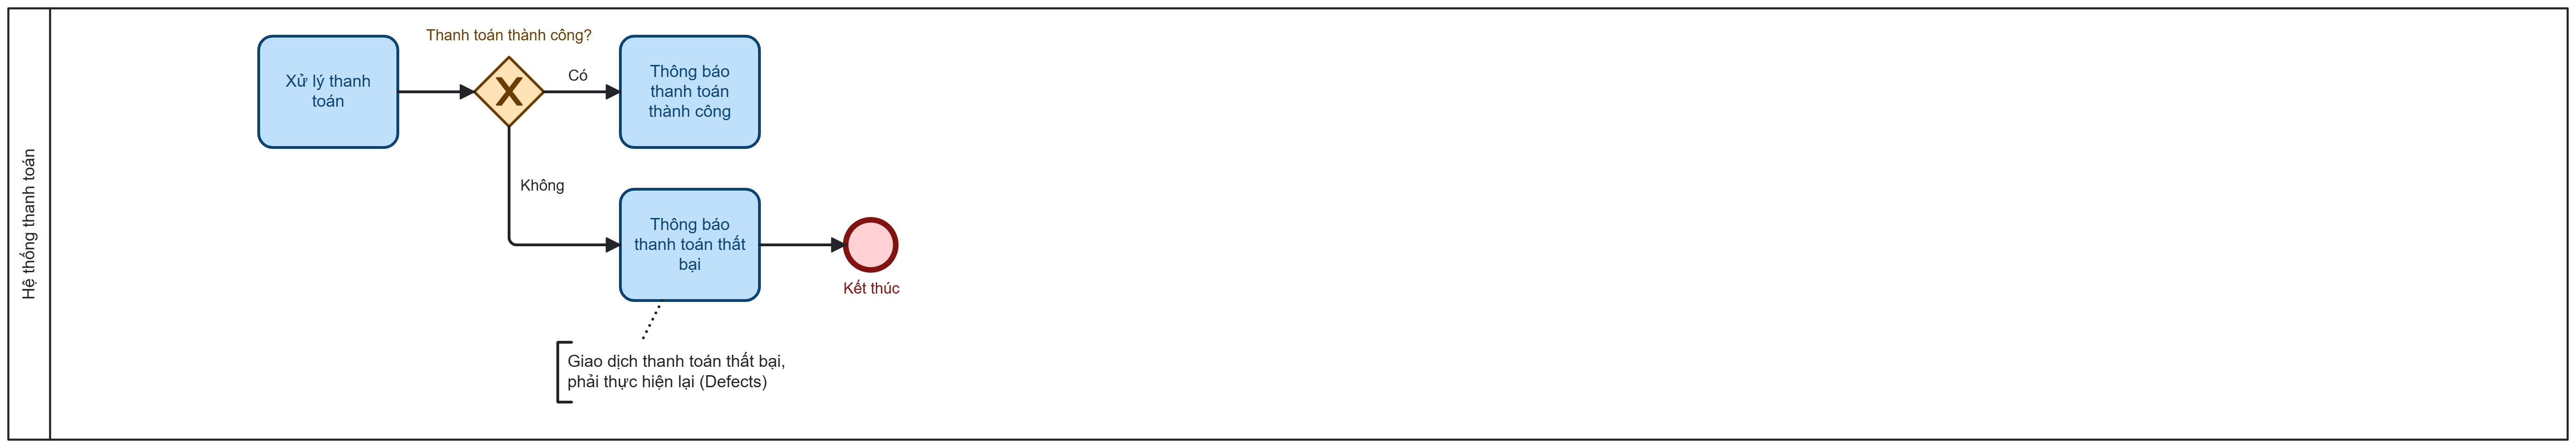 Hệ thống thanh toán
Xử lý thanh
toán
Thanh toán thành công?
Có
Thông báo
thanh toán
thành công
Không
Thông báo
thanh toán thất
bại
Kết thúc
Giao dịch thanh toán thất bại,
phải thực hiện lại (Defects)